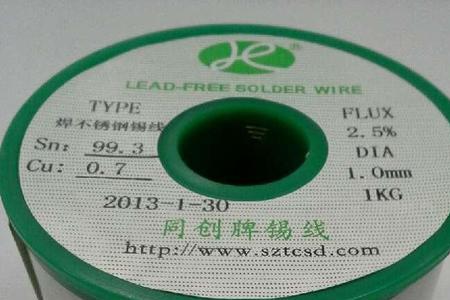 ®
LEAD-FREE SOLDER WIRE
TYPE
焊不锈钢锡线
Sn: 99.3
Cu: 0.7
FLUX
2.5%
DIA
1.0mm
1KG
2013-1-30
同创牌锡线
http://www.sztcsd.com